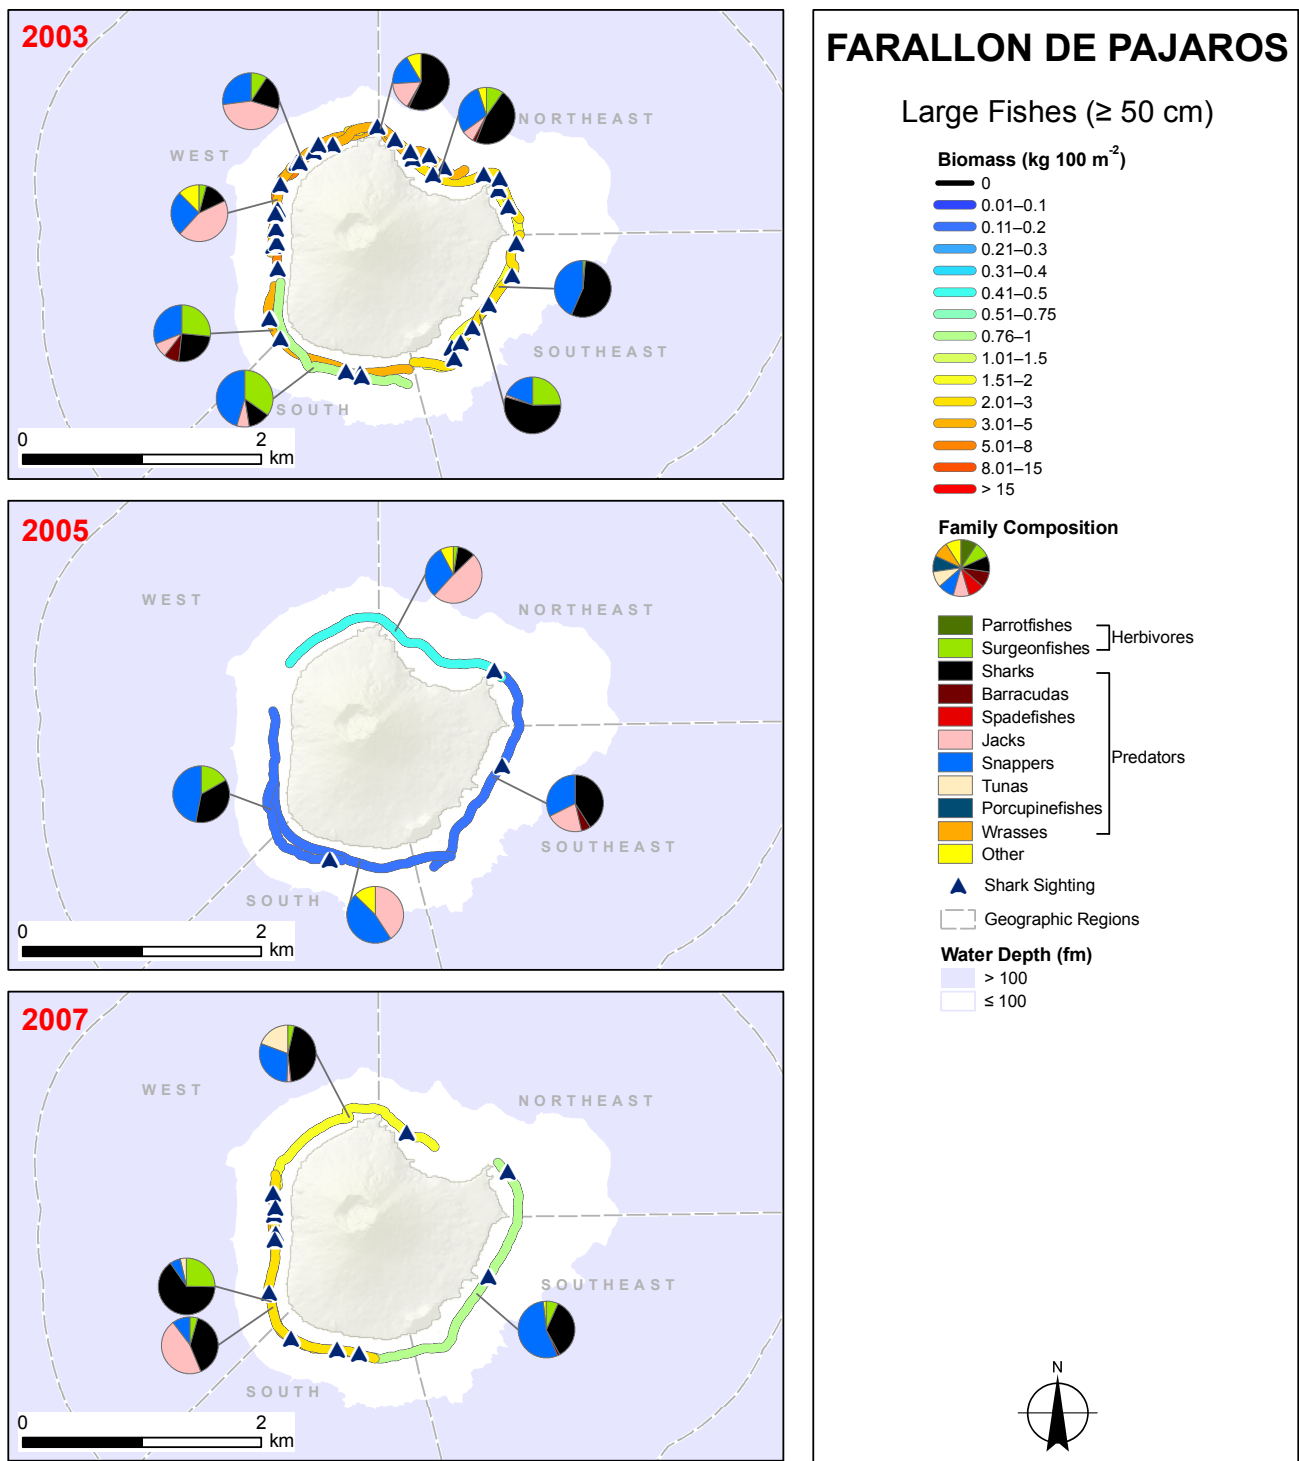 2003
WEST
NORTHEAST
SOUTHEAST
SOUTH
0 2
km
2005
WEST
NORTHEAST
SOUTHEAST
SOUTH
0 2
km
2007
WEST
NORTHEAST
SOUTHEAST
SOUTH
0 2
km
FARALLON DE PAJAROS
Large Fishes (≥ 50 cm)
Biomass (kg 100 m⁻²)
0
0.01–0.1
0.11–0.2
0.21–0.3
0.31–0.4
0.41–0.5
0.51–0.75
0.76–1
1.01–1.5
1.51–2
2.01–3
3.01–5
5.01–8
8.01–15
> 15
Family Composition
Parrotfishes
Surgeonfishes
Herbivores
Sharks
Barracudas
Spadefishes
Jacks
Snappers
Tunas
Porcupinefishes
Wrasses
Predators
Other
Shark Sighting
Geographic Regions
Water Depth (fm)
> 100
≤ 100
N